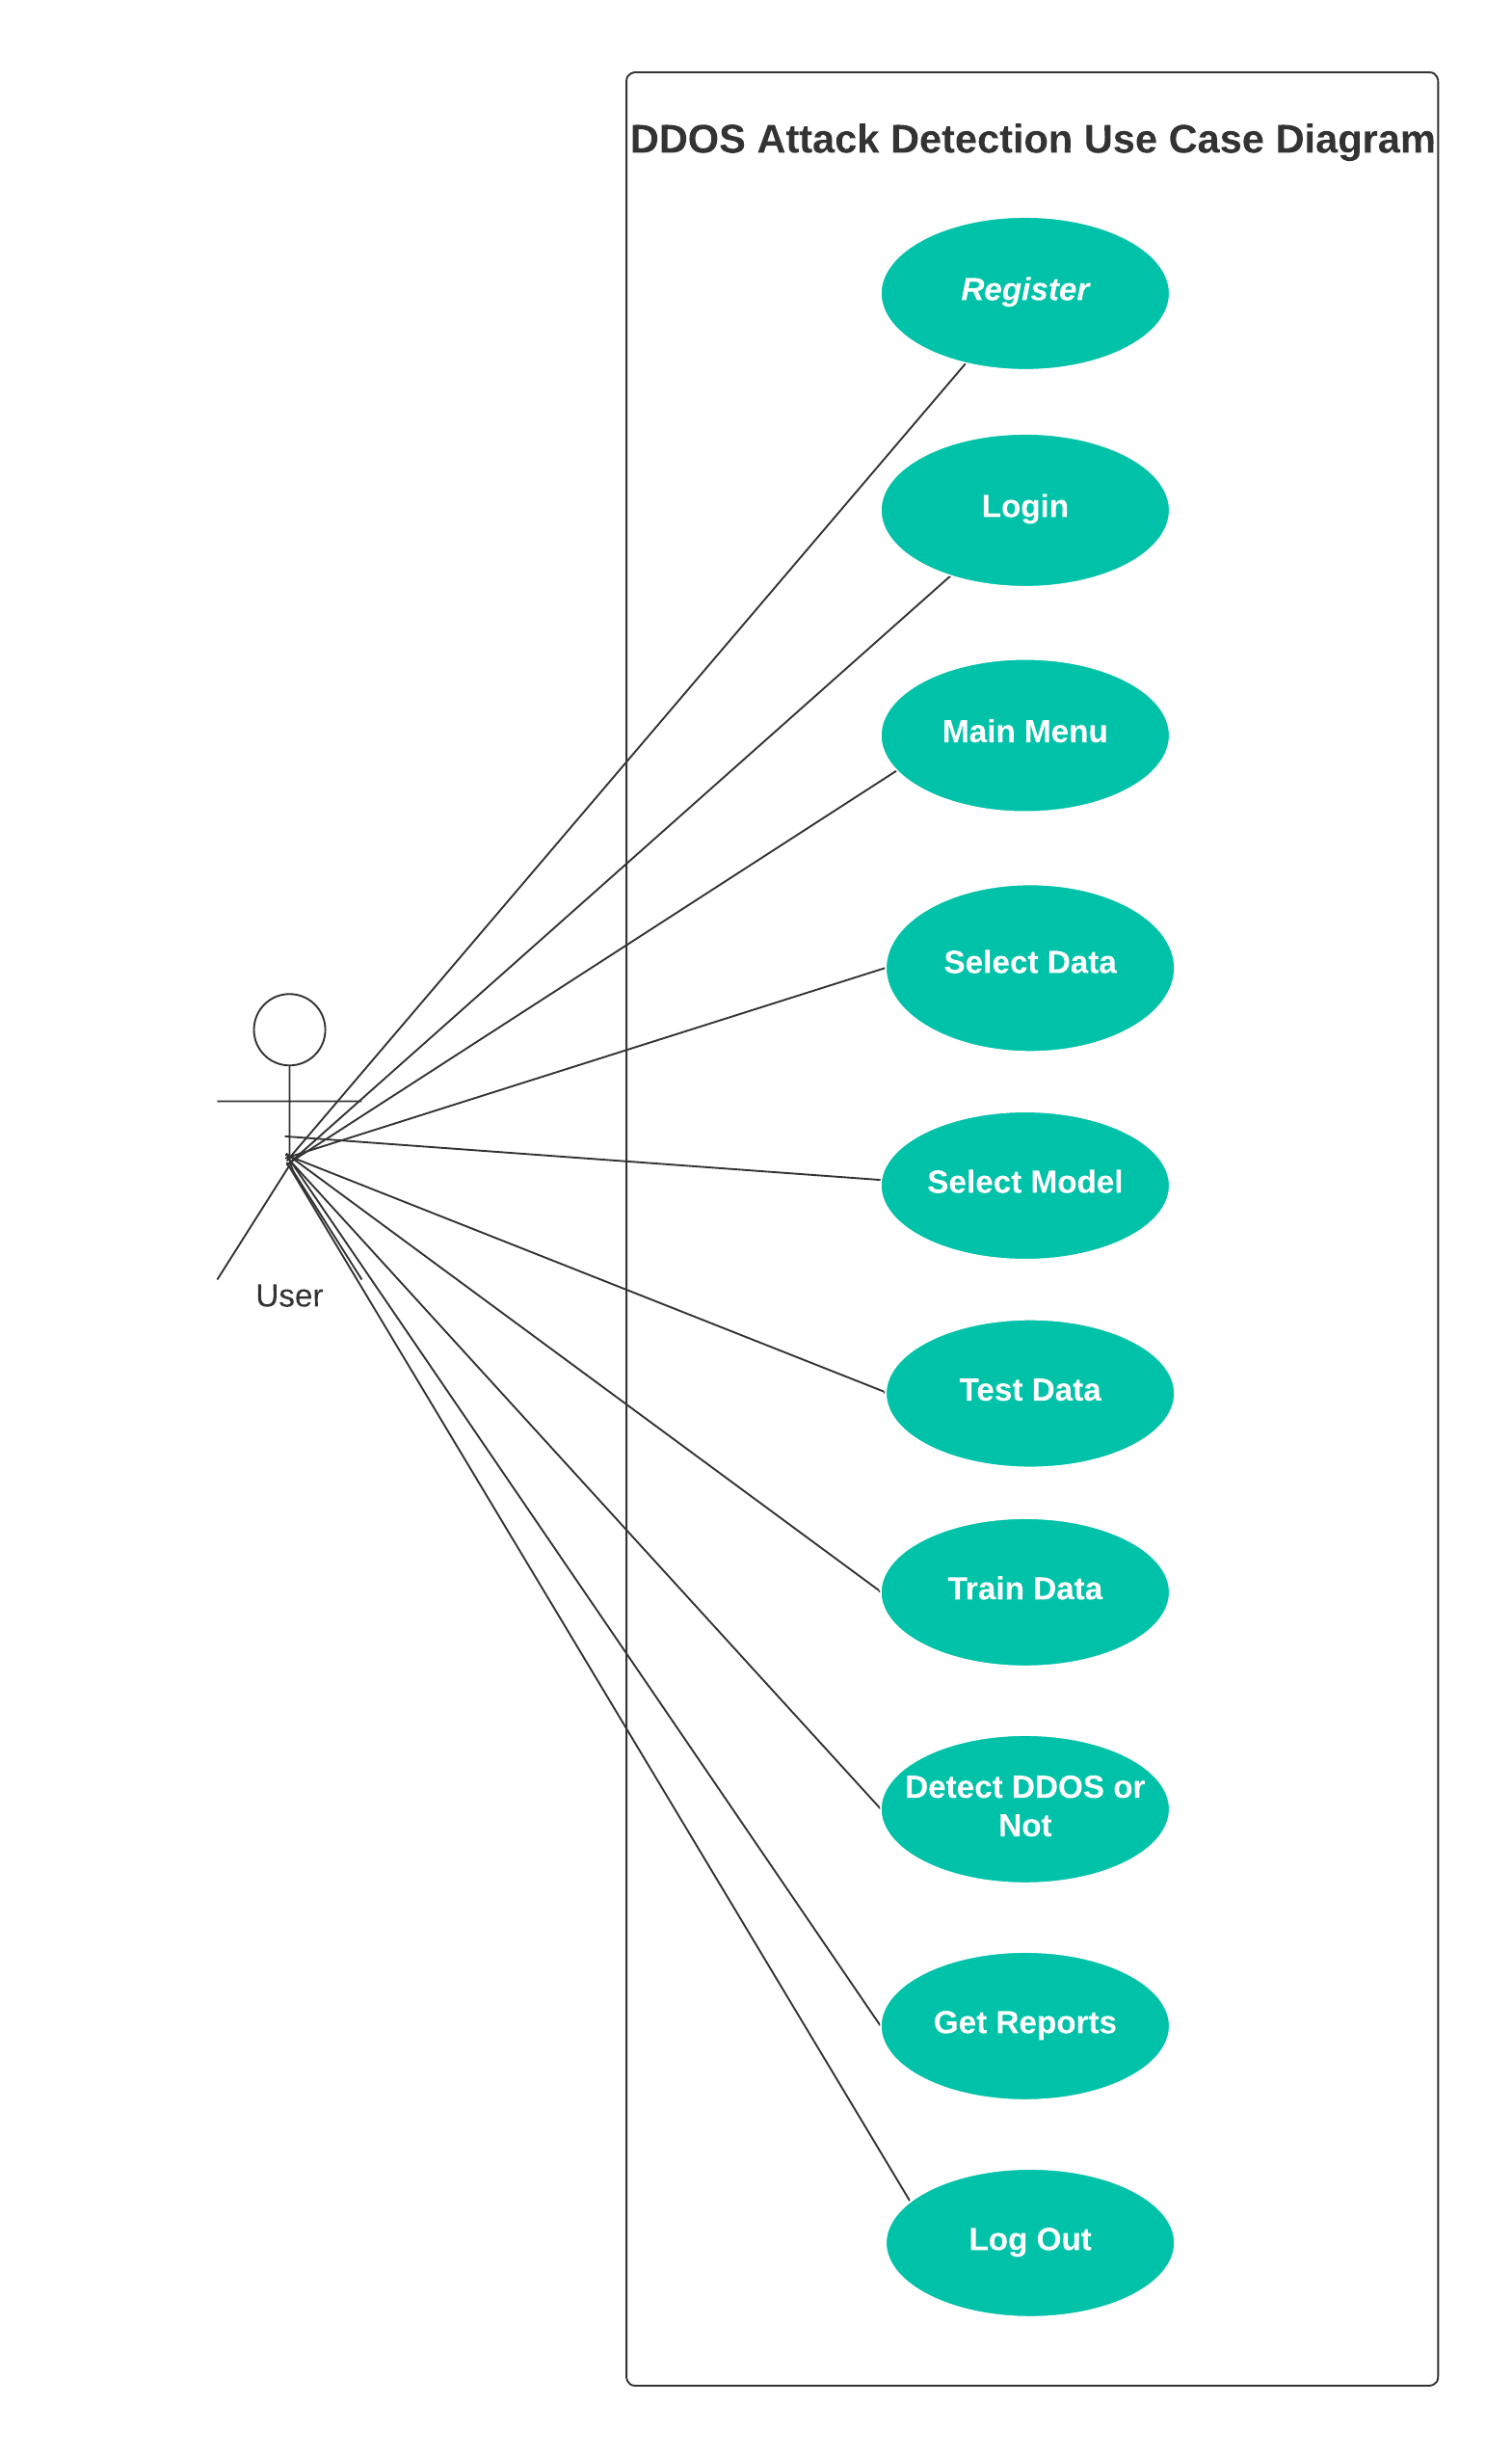 DDOS Attack Detection Use Case Diagram
Register
Login
Main Menu
Select Data
Select Model
User
Test Data
Train Data
Detect DDOS or
Not
Get Reports
Log Out